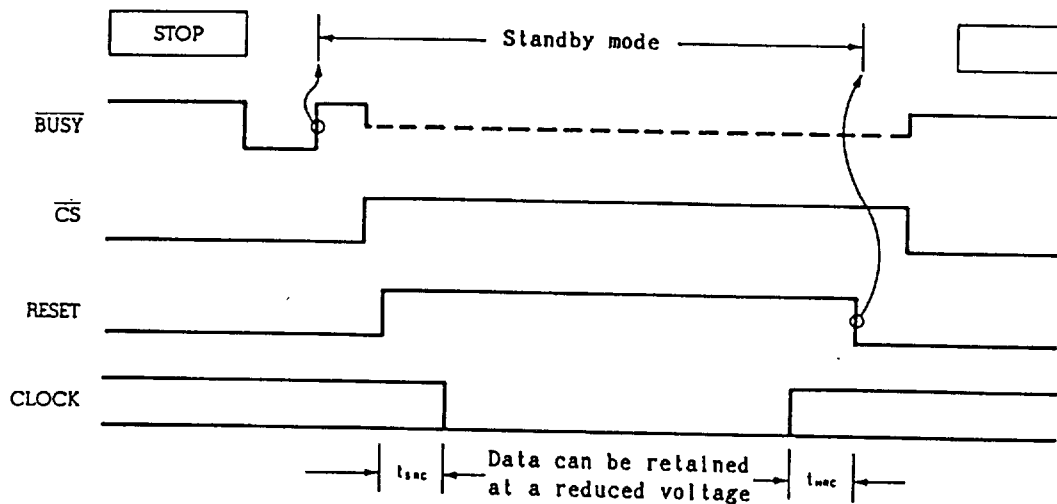 STOP
Standby mode
BUSY
CS
RESET
CLOCK
Data can be retained
at a reduced voltage